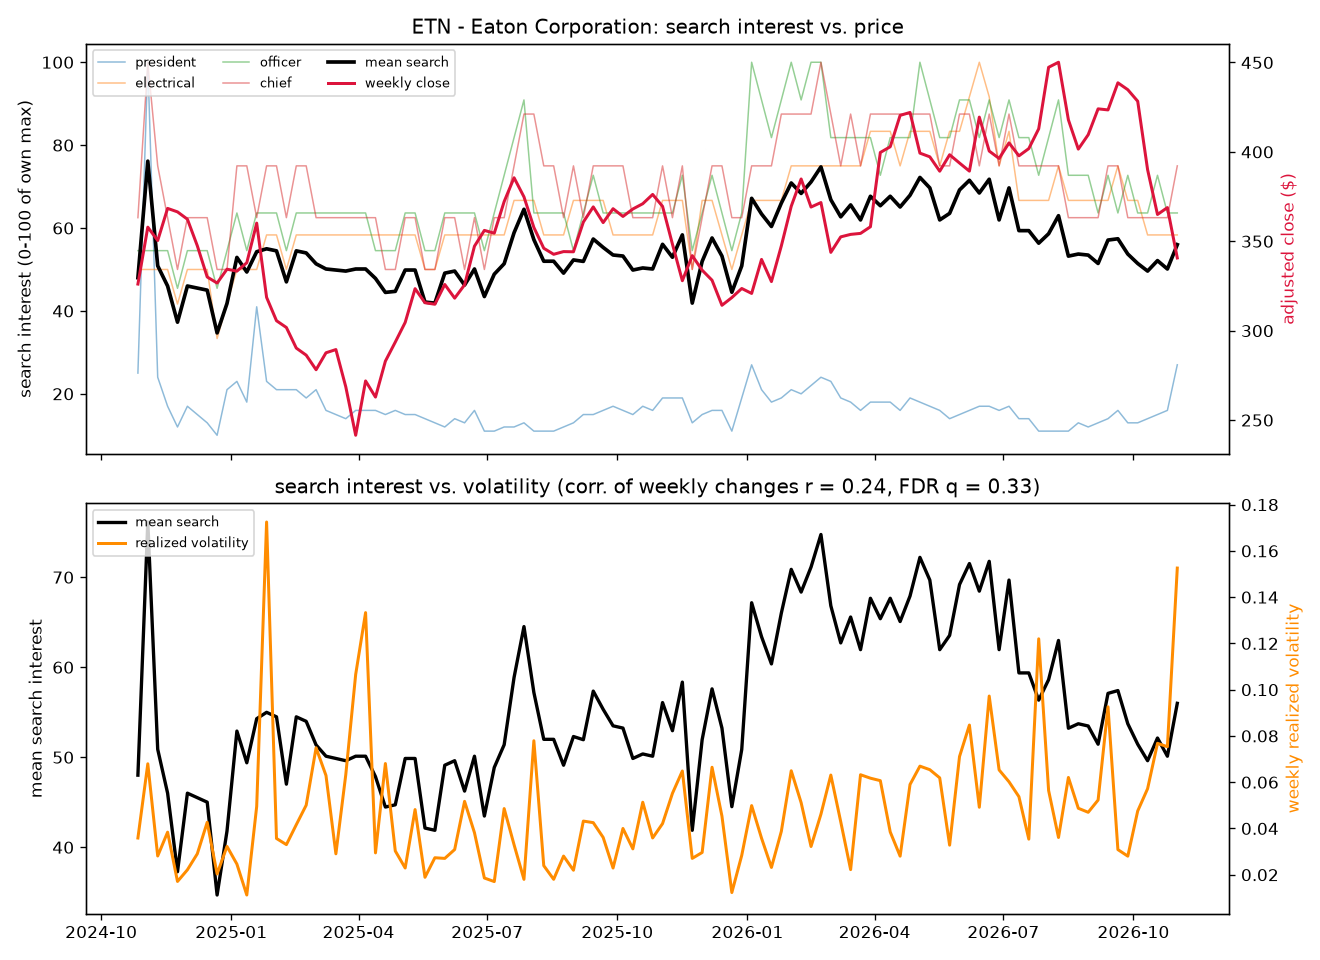 ETN - Eaton Corporation: search interest vs. price
president
electrical
officer
chief
mean search
weekly close
search interest (0-100 of own max)
100
80
60
40
20
adjusted close ($)
450
400
350
300
250
search interest vs. volatility (corr. of weekly changes r = 0.24, FDR q = 0.33)
mean search
realized volatility
mean search interest
70
60
50
40
weekly realized volatility
0.18
0.16
0.14
0.12
0.10
0.08
0.06
0.04
0.02
2024-10
2025-01
2025-04
2025-07
2025-10
2026-01
2026-04
2026-07
2026-10